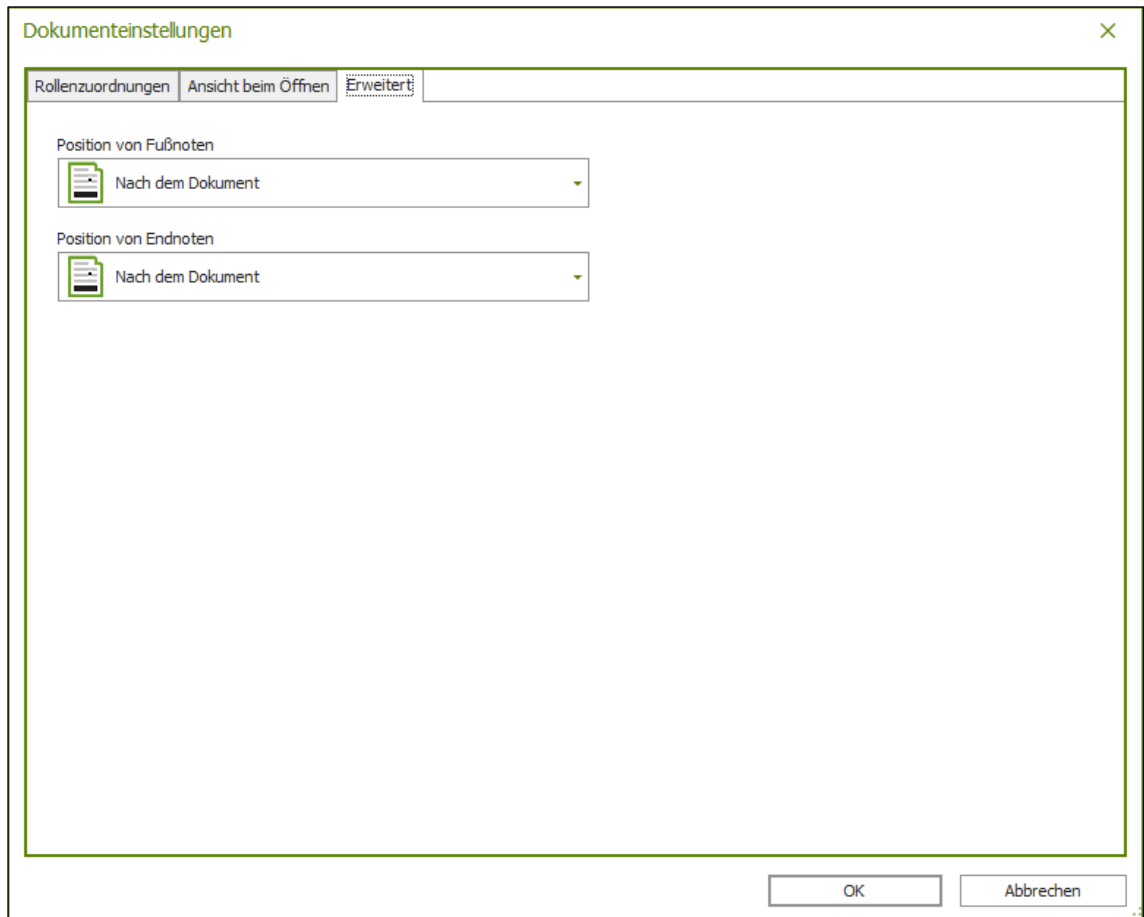 Dokumenteinstellungen
Rollenzuordnungen Ansicht beim Öffnen Erweitert
Position von Fußnoten
Nach dem Dokument
Position von Endnoten
Nach dem Dokument
OK Abbrechen